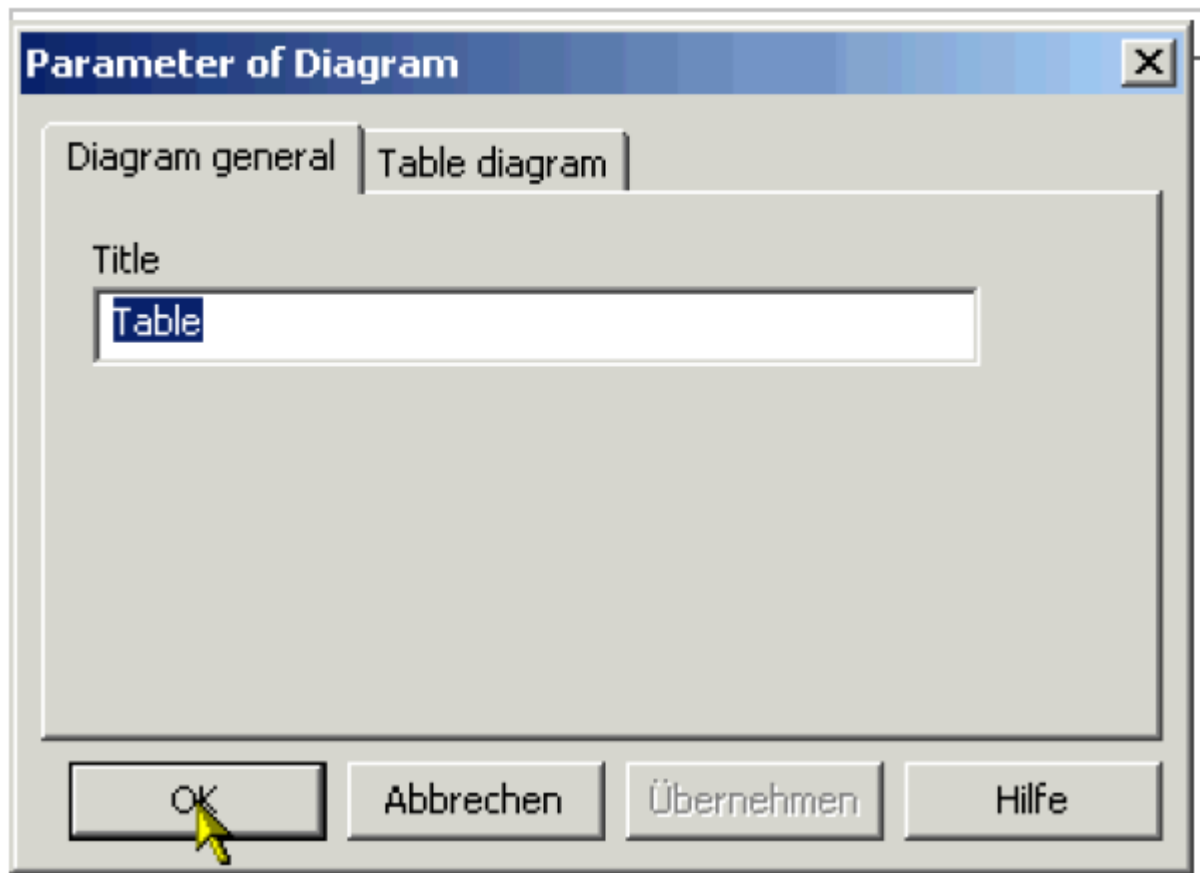 Parameter of Diagram
Diagram general
Table diagram
Title
Table
OK
Abbrechen
Übernehmen
Hilfe